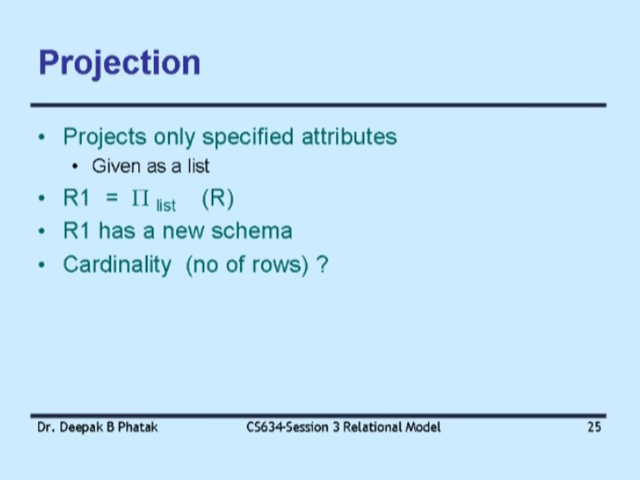 Projection
• Projects only specified attributes
• Given as a list
• R1 = Π list (R)
• R1 has a new schema
• Cardinality (no of rows) ?
Dr. Deepak B Phatak CS634-Session 3 Relational Model 25